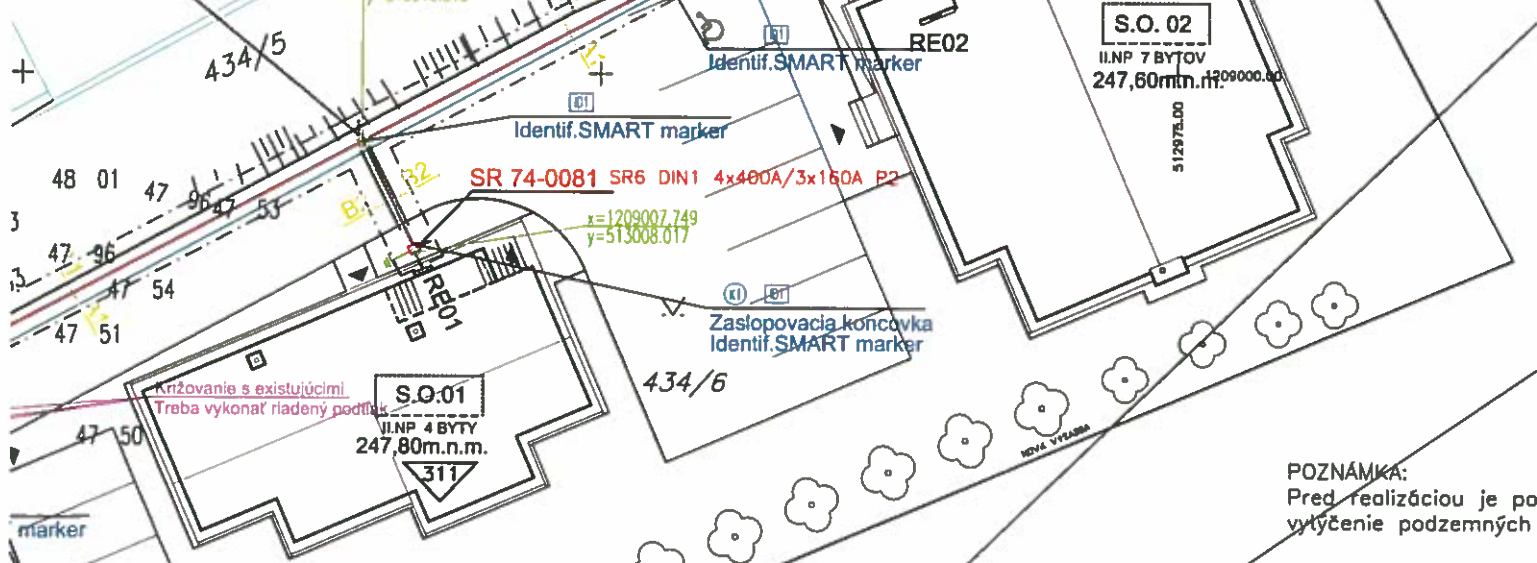 434/5
Identif.SMART marker
RE02
S.O. 02
II.NP 7 BYTOV
247,60m.n.m.
1209000.00
512975.00
Identif.SMART marker
SR 74-0081 SR6 DIN1 4x400A/3x160A P2
x=1209007.749
y=513008.017
48 01
47 96
47 53
B2
B
47 96
47 54
47 51
RE01
Zaslopovacia koncovka
Identif.SMART marker
434/6
Križovanie s existujúcimi
Treba vykonať riadený
S.O.01
II.NP 4 BYTY
247,80m.n.m.
311
47 50
NOVÁ VÝSADBA
marker
POZNÁMKA:
Pred realizáciou je po
vytýčenie podzemných